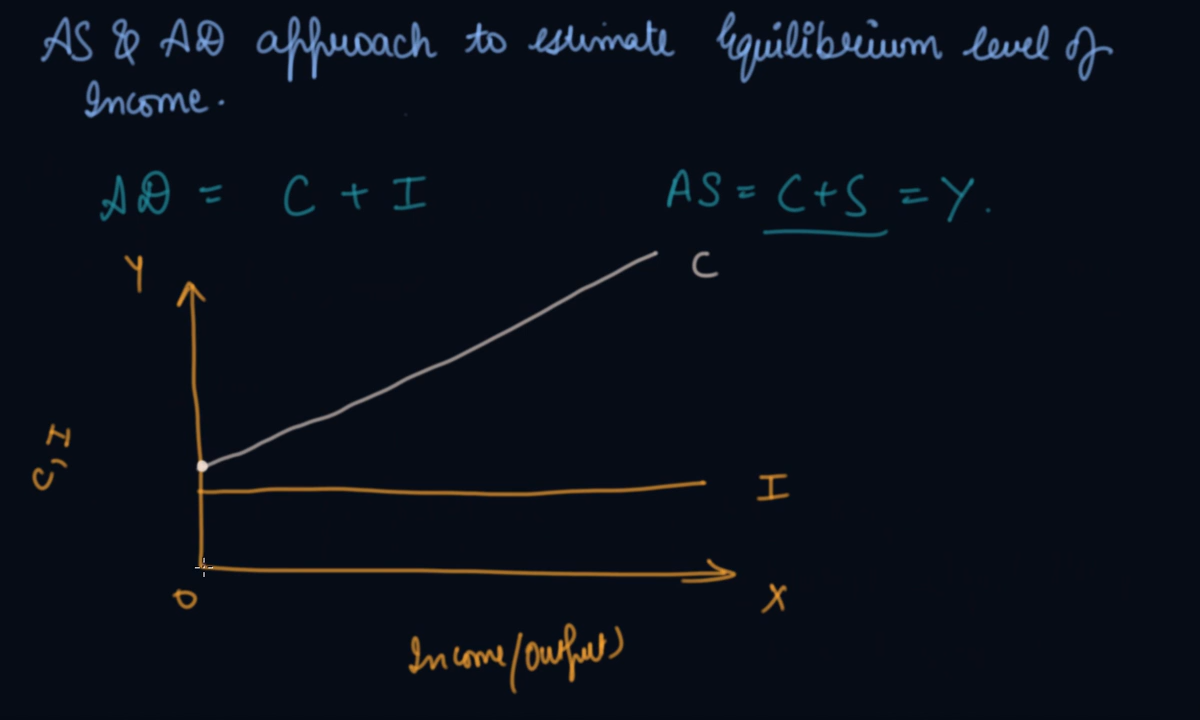 AS & AD approach to estimate Equilibrium level of
Income.
AD = C + I
AS = C+S = Y.
Y
C
C, I
I
O
X
Income/output)